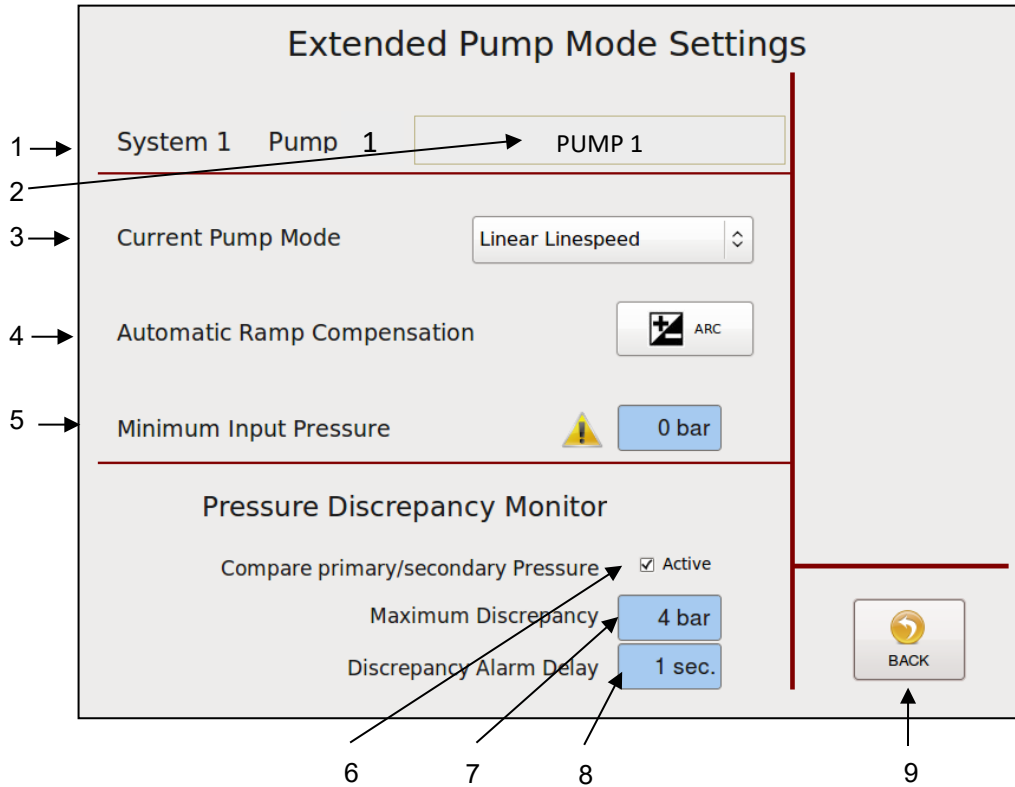 Extended Pump Mode Settings
1 System 1 Pump 1 PUMP 1
2
3 Current Pump Mode Linear Linespeed
4 Automatic Ramp Compensation ARC
5 Minimum Input Pressure 0 bar
Pressure Discrepancy Monitor
Compare primary/secondary Pressure Active
Maximum Discrepancy 4 bar
Discrepancy Alarm Delay 1 sec.
BACK
6 7 8 9